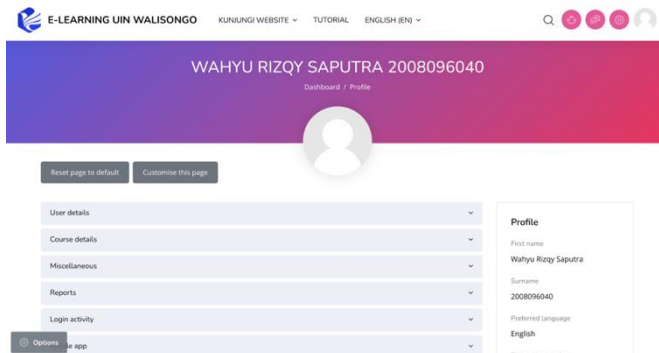 E-LEARNING UIN WALISONGO
KUNJUNGI WEBSITE
TUTORIAL
ENGLISH (EN)
WAHYU RIZQY SAPUTRA 2008096040
Dashboard / Profile
Reset page to default
Customise this page
User details
Course details
Miscellaneous
Reports
Login activity
Options
le app
Profile
First name
Wahyu Rizqy Saputra
Surname
2008096040
Preferred language
English